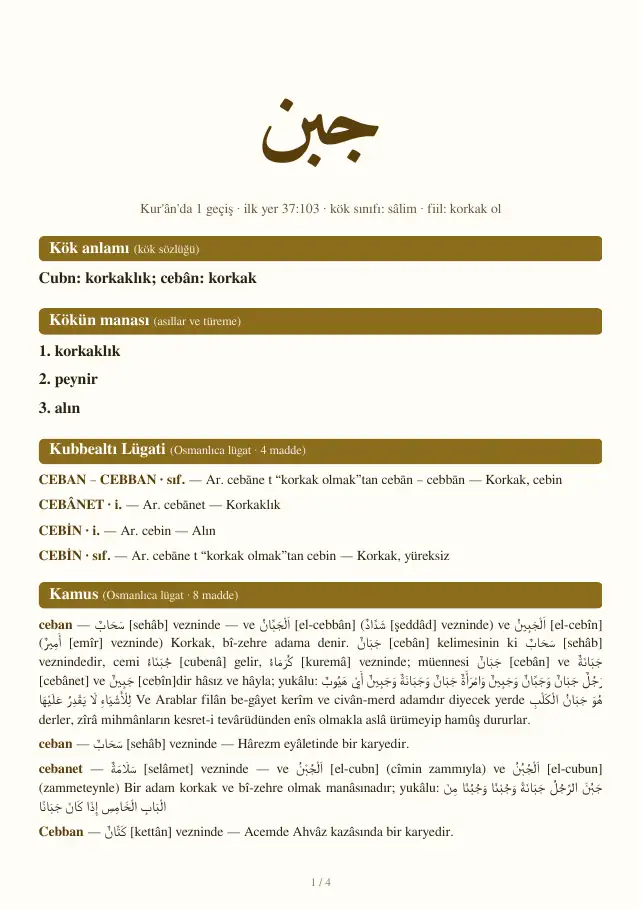 جبن
Kur'ân'da 1 geçiş · ilk yer 37:103 · kök sınıfı: sâlim · fiil: korkak ol
Kök anlamı (kök sözlüğü)
Cubn: korkaklık; cebân: korkak
Kökün manası (asıllar ve türeme)
1. korkaklık
2. peynir
3. alın
Kubbealtı Lügati (Osmanlıca lügat · 4 madde)
CEBAN – CEBBAN · sıf. — Ar. cebāne t “korkak olmak”tan cebān – cebbān — Korkak, cebin
CEBÂNET · i. — Ar. cebānet — Korkaklık
CEBİN · i. — Ar. cebin — Alın
CEBİN · sıf. — Ar. cebāne t “korkak olmak”tan cebin — Korkak, yüreksiz
Kamus (Osmanlıca lügat · 8 madde)
ceban — سَحَابٌ [sehâb] vezninde — ve اَلْجَبَّانُ [el-cebbân] (شَدَّادٌ [şeddâd] vezninde) ve اَلْجَبِينُ [el-cebîn]
(أَمِيرٌ [emîr] vezninde) Korkak, bî-zehre adama denir. جَبَانٌ [cebân] kelimesinin ki سَحَابٌ [sehâb]
veznindedir, cemi جُبَنَاءُ [cubenâ] gelir, كُرَمَاءُ [kuremâ] vezninde; müennesi جَبَانٌ [cebân] ve جَبَانَةٌ
[cebânet] ve جَبِينٌ [cebîn]dir hâsız ve hâyla; yukâlu: رَجُلٌ جَبَانٌ وَجَبَّانٌ وَجَبِينٌ وَامْرَأَةٌ جَبَانٌ وَجَبَانَةٌ وَجَبِينٌ أَيْ هَيُوبٌ
لِلْأَشْيَاءِ لَا يَقْدِرُ عَلَيْهَا Ve Arablar filân be-gâyet kerîm ve civân-merd adamdır diyecek yerde هُوَ جَبَانُ الْكَلْبِ
derler, zîrâ mihmânların kesret-i tevârüdünden enîs olmakla aslâ ürümeyip hamûş dururlar.
ceban — سَحَابٌ [sehâb] vezninde — Hârezm eyâletinde bir karyedir.
cebanet — سَلَامَةٌ [selâmet] vezninde — ve اَلْجُبْنُ [el-cubn] (cîmin zammıyla) ve اَلْجُبُنُ [el-cubun]
(zammeteynle) Bir adam korkak ve bî-zehre olmak manâsınadır; yukâlu: جَبُنَ الرَّجُلُ جَبَانَةً وَجُبْنًا وَجُبُنًا مِنَ
الْبَابِ الْخَامِسِ إِذَا كَانَ جَبَانًا
Cebban — كَتَّانٌ [kettân] vezninde — Acemde Ahvâz kazâsında bir karyedir.
1 / 4